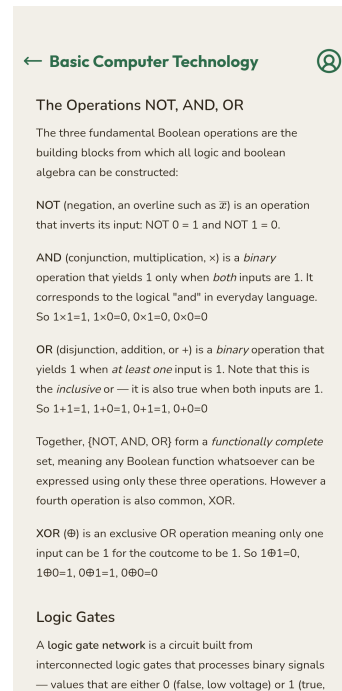 ← Basic Computer Technology
The Operations NOT, AND, OR
The three fundamental Boolean operations are the
building blocks from which all logic and boolean
algebra can be constructed:
NOT (negation, an overline such as x̅) is an operation
that inverts its input: NOT 0 = 1 and NOT 1 = 0.
AND (conjunction, multiplication, ×) is a binary
operation that yields 1 only when both inputs are 1. It
corresponds to the logical "and" in everyday language.
So 1×1=1, 1×0=0, 0×1=0, 0×0=0
OR (disjunction, addition, or +) is a binary operation that
yields 1 when at least one input is 1. Note that this is
the inclusive or — it is also true when both inputs are 1.
So 1+1=1, 1+0=1, 0+1=1, 0+0=0
Together, {NOT, AND, OR} form a functionally complete
set, meaning any Boolean function whatsoever can be
expressed using only these three operations. However a
fourth operation is also common, XOR.
XOR (⊕) is an exclusive OR operation meaning only one
input can be 1 for the coutcome to be 1. So 1⊕1=0,
1⊕0=1, 0⊕1=1, 0⊕0=0
Logic Gates
A logic gate network is a circuit built from
interconnected logic gates that processes binary signals
— values that are either 0 (false, low voltage) or 1 (true,